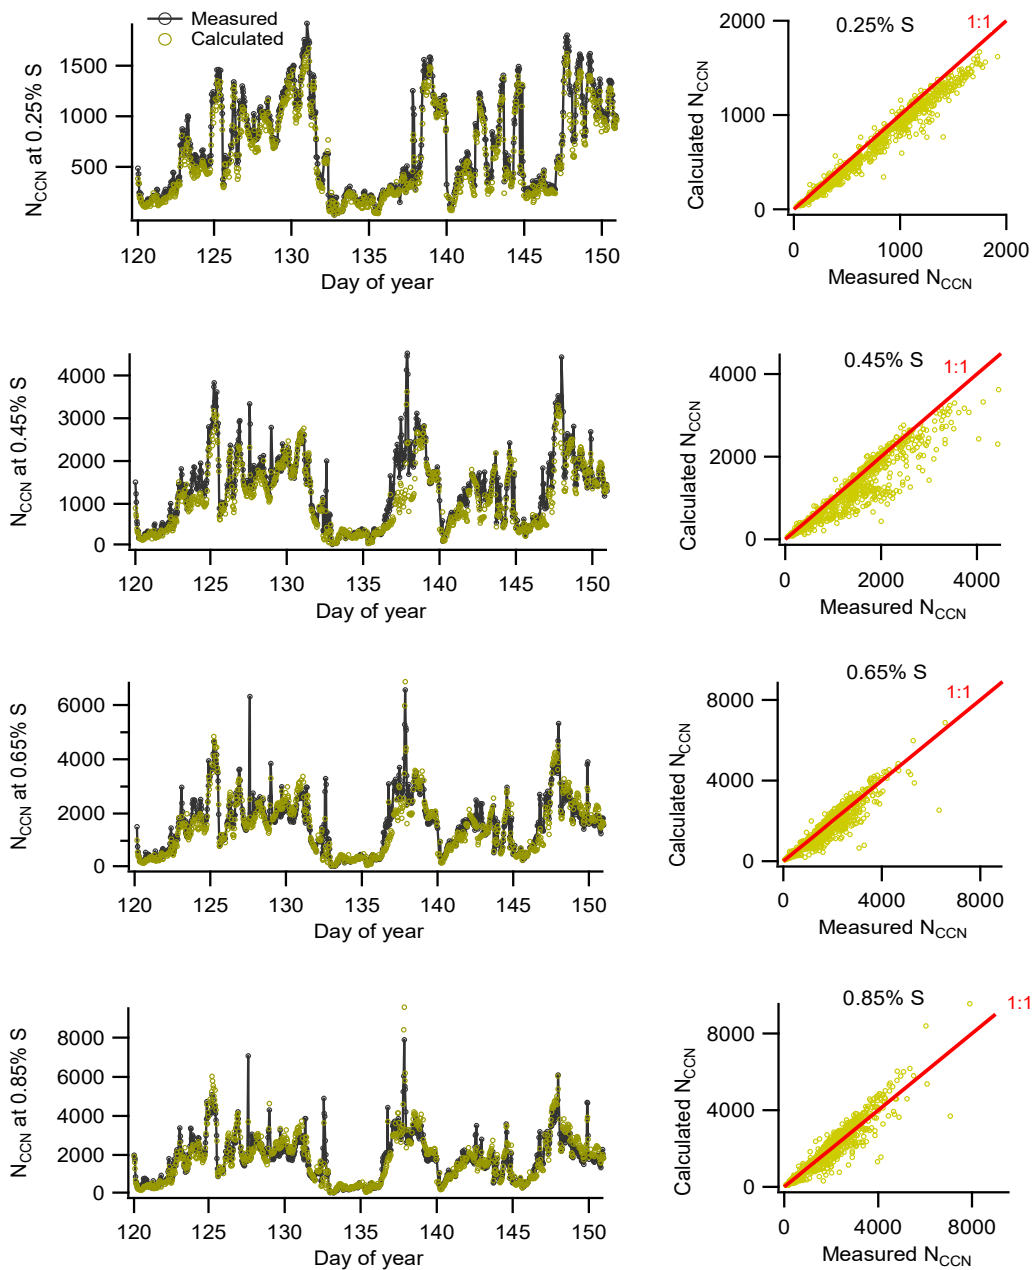 Measured
Calculated
N_CCN at 0.25% S
1500
1000
500
120 125 130 135 140 145 150
Day of year
0.25% S
1:1
Calculated N_CCN
2000
1000
0
0 1000 2000
Measured N_CCN
N_CCN at 0.45% S
4000
3000
2000
1000
0
120 125 130 135 140 145 150
Day of year
0.45% S
1:1
Calculated N_CCN
4000
2000
0
0 2000 4000
Measured N_CCN
N_CCN at 0.65% S
6000
4000
2000
0
120 125 130 135 140 145 150
Day of year
0.65% S
1:1
Calculated N_CCN
8000
4000
0
0 4000 8000
Measured N_CCN
N_CCN at 0.85% S
8000
6000
4000
2000
0
120 125 130 135 140 145 150
Day of year
0.85% S
1:1
Calculated N_CCN
8000
4000
0
0 4000 8000
Measured N_CCN